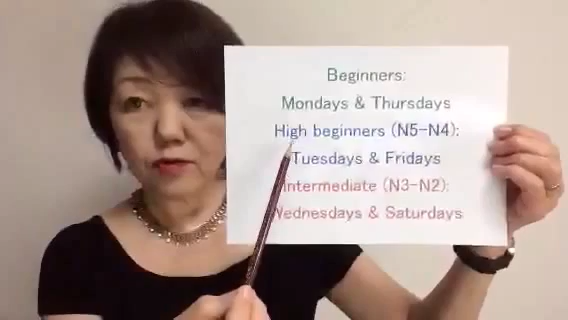 Beginners:
Mondays & Thursdays
High beginners (N5-N4):
Tuesdays & Fridays
Intermediate (N3-N2):
Wednesdays & Saturdays